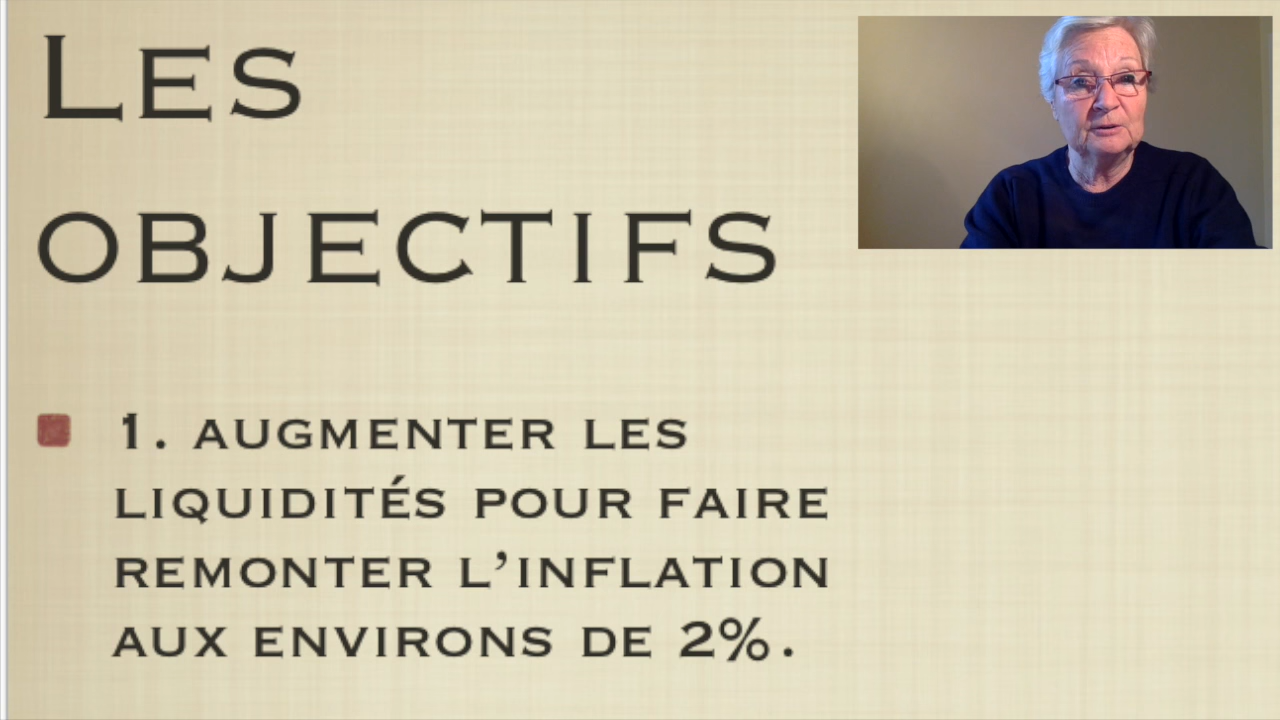 Les
objectifs
1. augmenter les
liquidités pour faire
remonter l’inflation
aux environs de 2%.